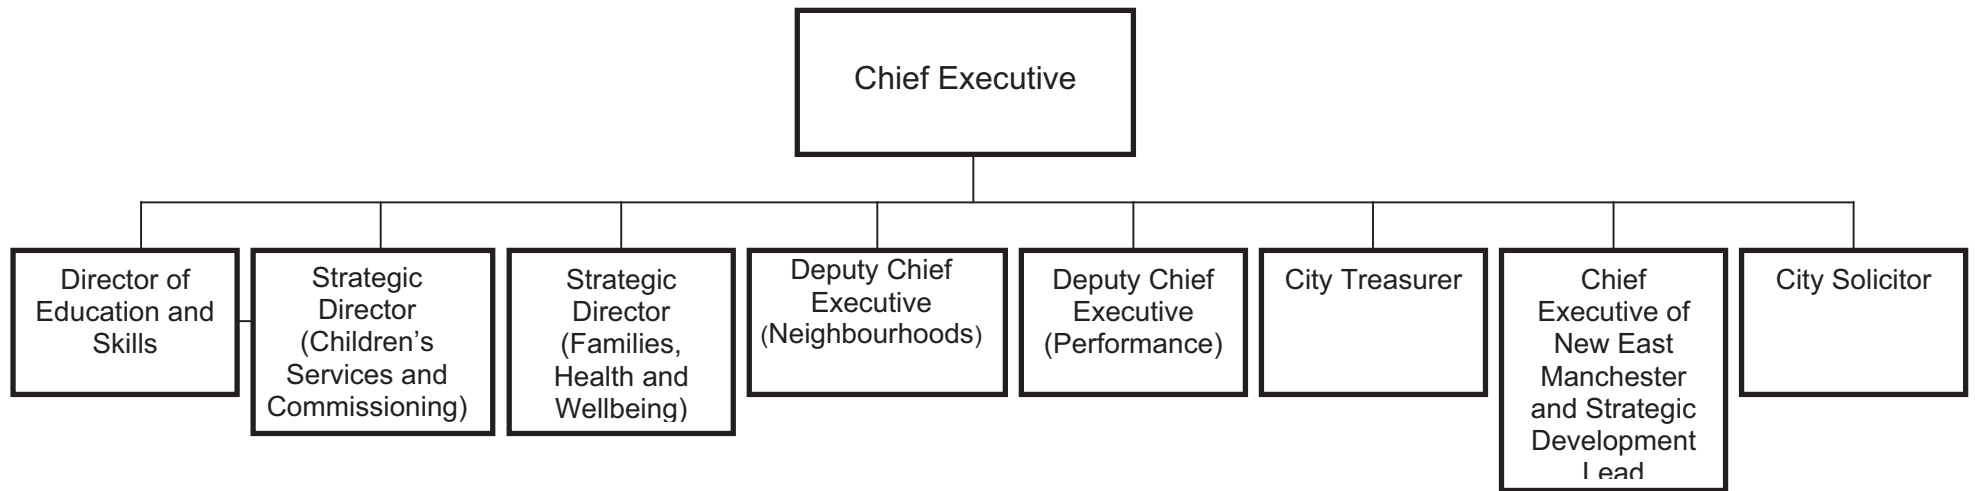 Chief Executive
Director of
Education and
Skills
Strategic
Director
(Children’s
Services and
Commissioning)
Strategic
Director
(Families,
Health and
Wellbeing)
Deputy Chief
Executive
(Neighbourhoods)
Deputy Chief
Executive
(Performance)
City Treasurer
Chief
Executive of
New East
Manchester
and Strategic
Development
Lead
City Solicitor